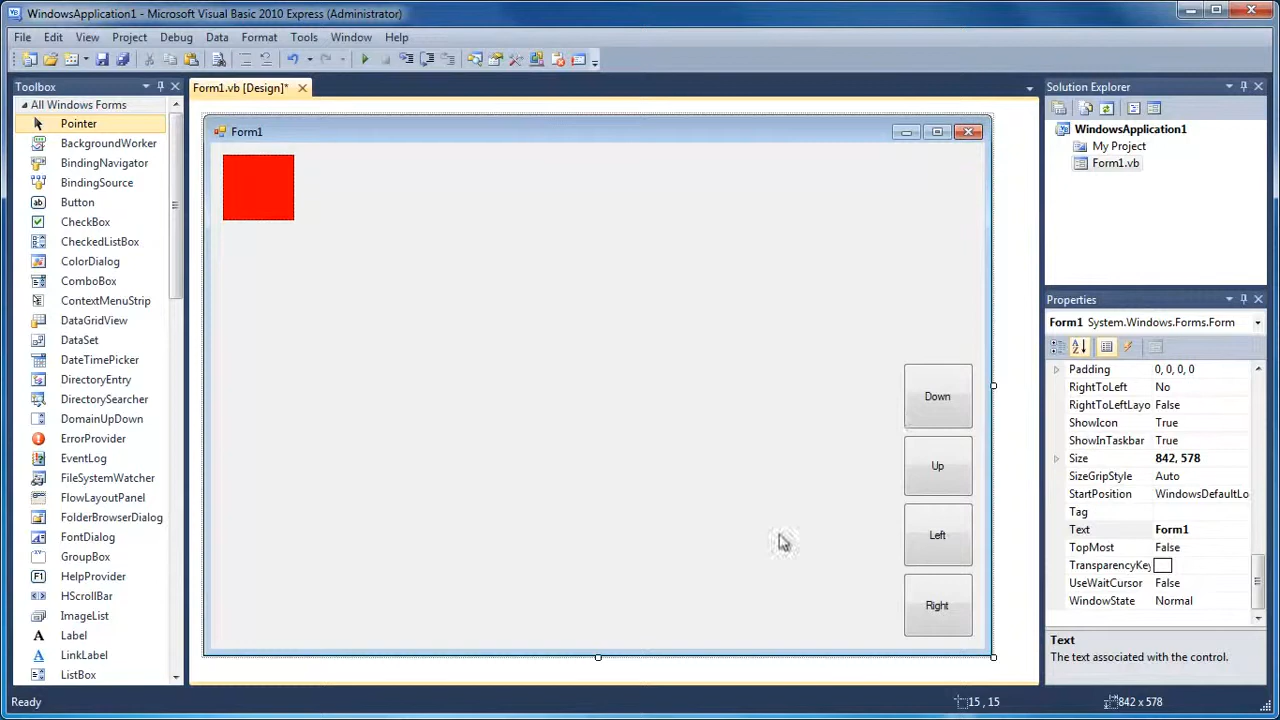 WindowsApplication1 - Microsoft Visual Basic 2010 Express (Administrator)
File Edit View Project Debug Data Format Tools Window Help
Toolbox
All Windows Forms
Pointer
BackgroundWorker
BindingNavigator
BindingSource
Button
CheckBox
CheckedListBox
ColorDialog
ComboBox
ContextMenuStrip
DataGridView
DataSet
DateTimePicker
DirectoryEntry
DirectorySearcher
DomainUpDown
ErrorProvider
EventLog
FileSystemWatcher
FlowLayoutPanel
FolderBrowserDialog
FontDialog
GroupBox
HelpProvider
HScrollBar
ImageList
Label
LinkLabel
ListBox
Form1.vb [Design]*
Form1
Down
Up
Left
Right
Solution Explorer
WindowsApplication1
My Project
Form1.vb
Properties
Form1 System.Windows.Forms.Form
Padding 0, 0, 0, 0
RightToLeft No
RightToLeftLayo False
ShowIcon True
ShowInTaskbar True
Size 842, 578
SizeGripStyle Auto
StartPosition WindowsDefaultLo
Tag
Text Form1
TopMost False
TransparencyKey
UseWaitCursor False
WindowState Normal
Text
The text associated with the control.
Ready 15 , 15 842 x 578